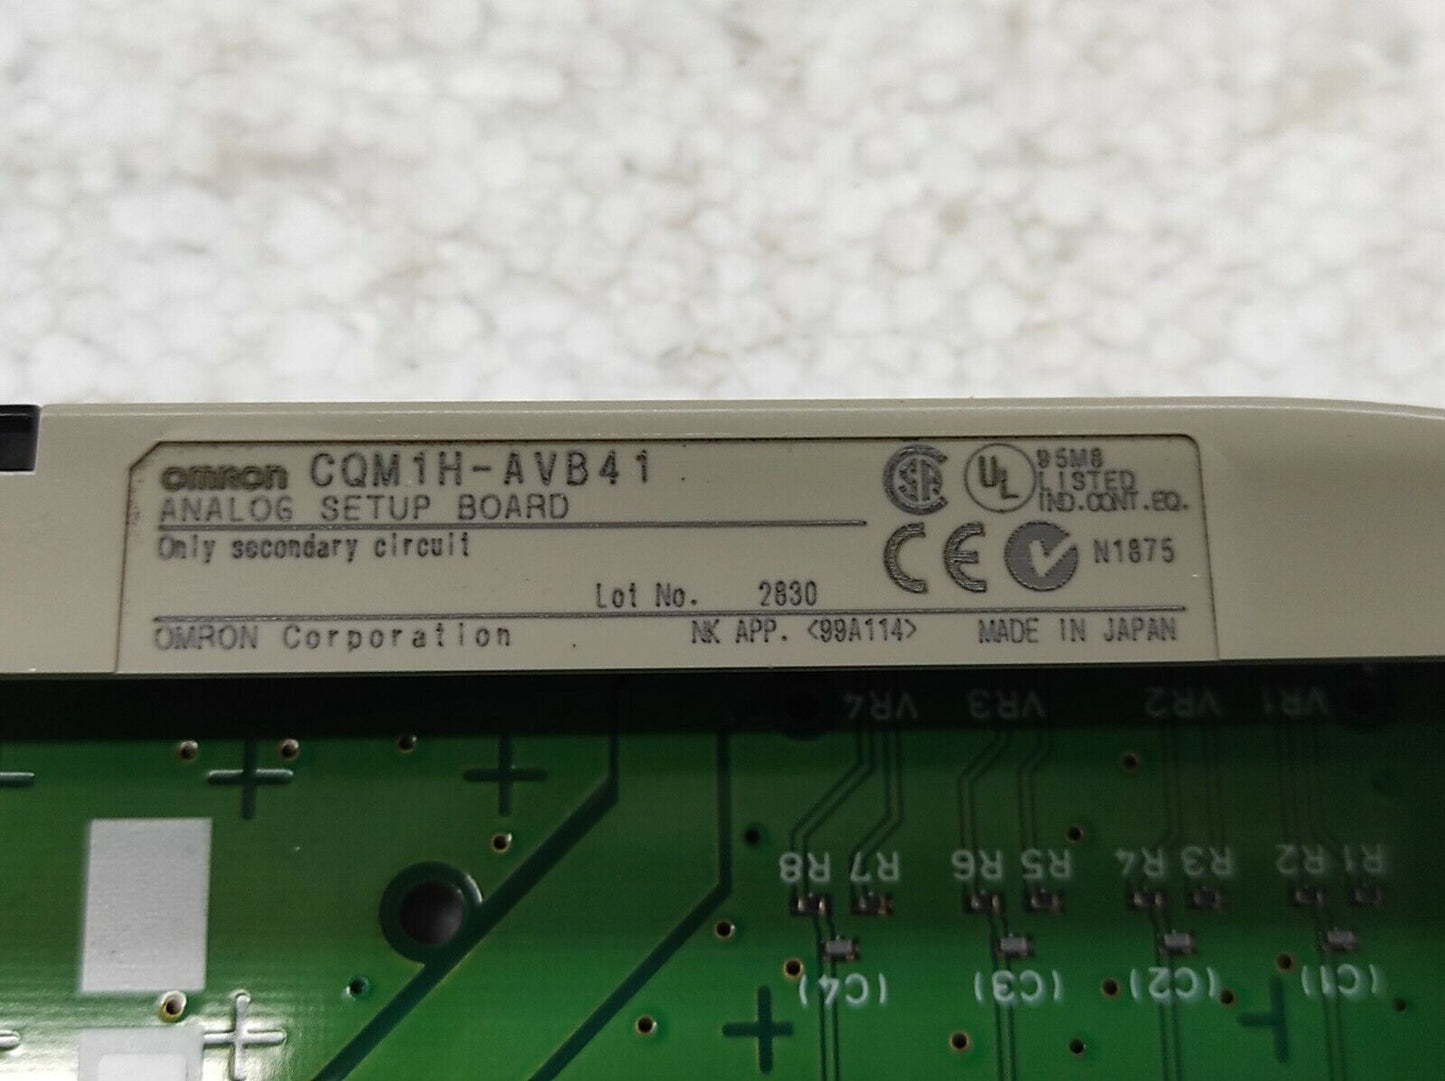 omron CQM1H-AVB41
ANALOG SETUP BOARD
Only secondary circuit
95M8
LISTED
IND.CONT.EQ.
N1875
Lot No. 2830
OMRON Corporation NK APP. <99A114> MADE IN JAPAN
VR4 VR3 VR2 VR1
R8 R7 R6 R5 R4 R3 R2 R1
(C4) (C3) (C2) (C1)